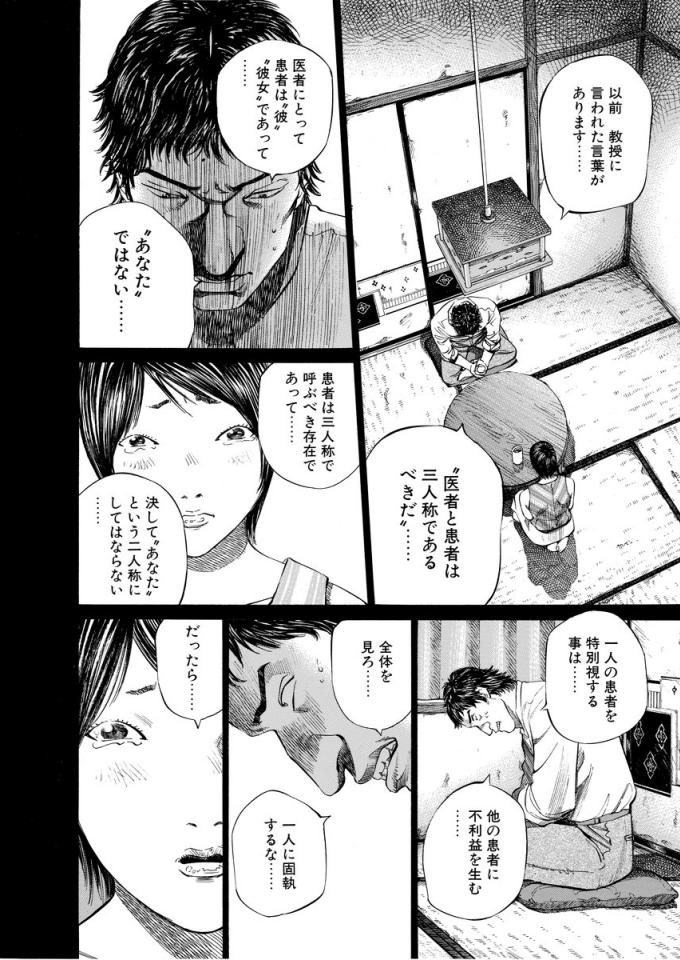 以前 教授に
言われた言葉が
あります……
〝医者と患者は
三人称である
べきだ〟……
医者にとって
患者は〝彼〟
〝彼女〟であって
……
〝あなた〟
ではない……
患者は三人称で
呼ぶべき存在で
あって……
決して〝あなた〟
という二人称に
してはならない
……
一人の患者を
特別視する
事は……
他の患者に
不利益を生む
……
全体を
見ろ……
一人に固執
するな……
だったら……